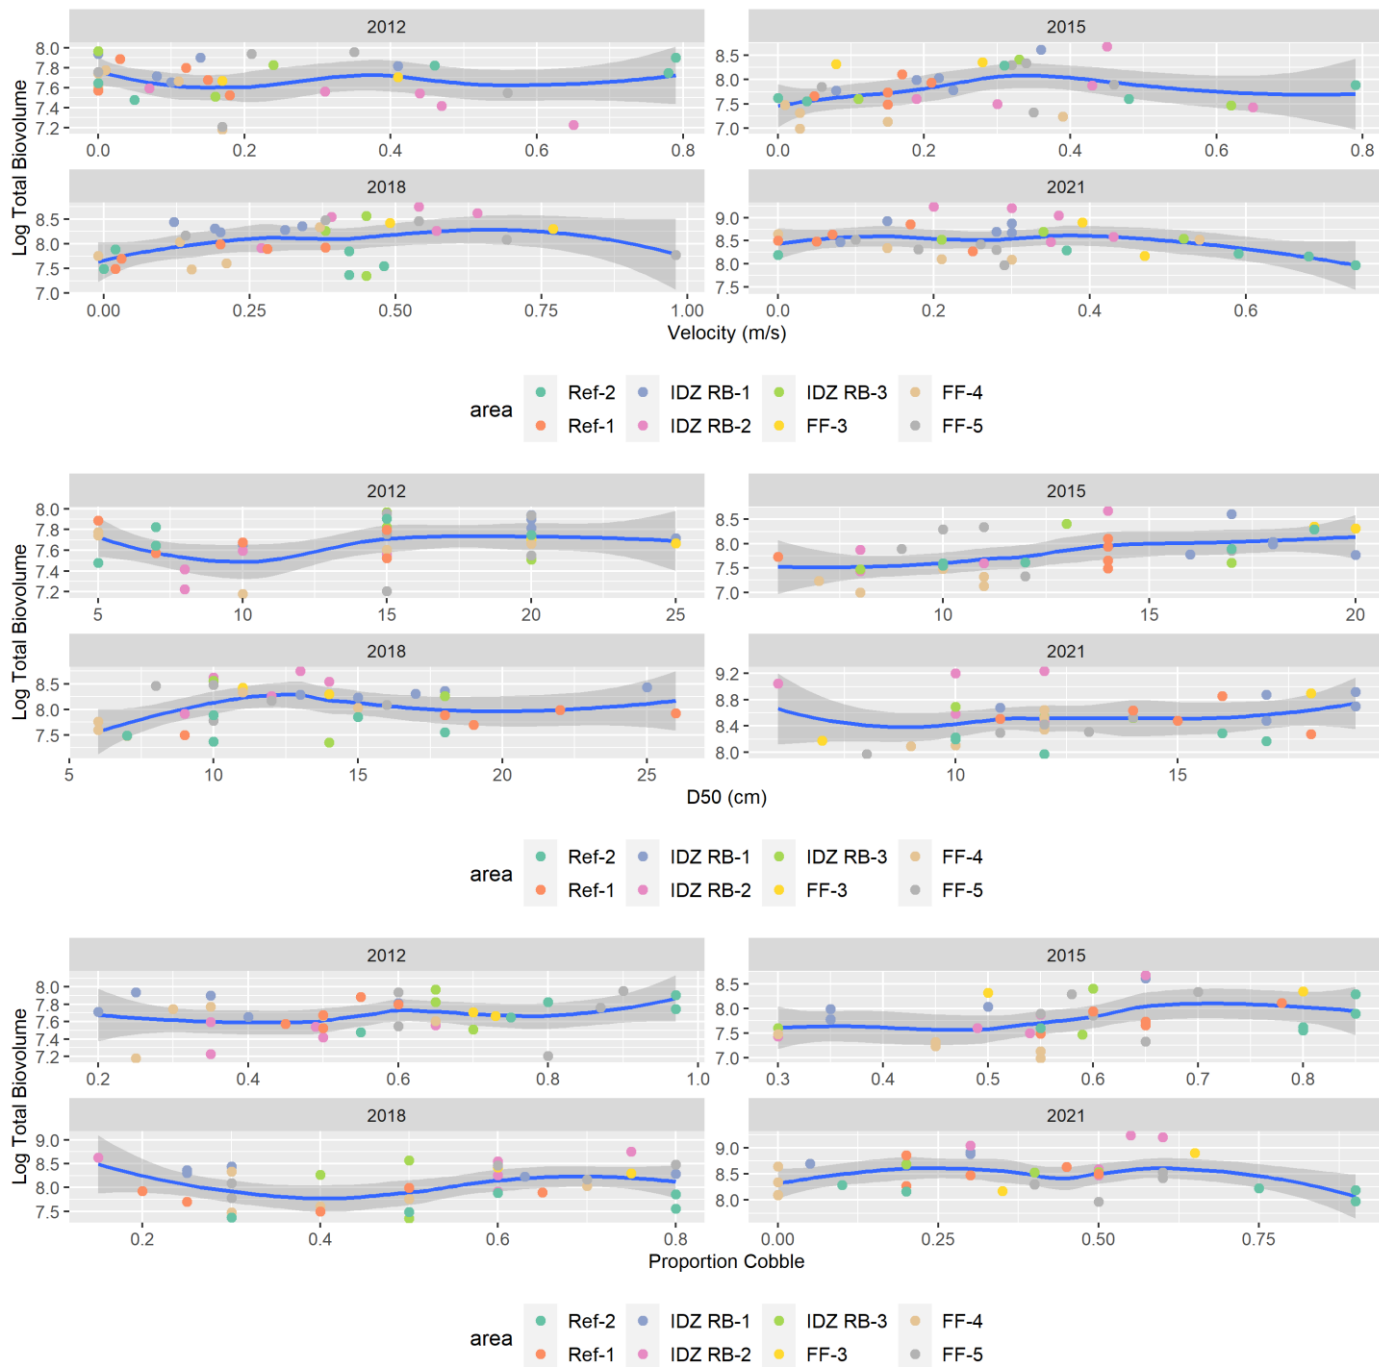 2012
2015
8.0
7.8
7.6
7.4
7.2
8.5
8.0
7.5
7.0
0.0 0.2 0.4 0.6 0.8
0.0 0.2 0.4 0.6 0.8
2018
2021
8.5
8.0
7.5
7.0
9.0
8.5
8.0
7.5
0.00 0.25 0.50 0.75 1.00
0.0 0.2 0.4 0.6
Log Total Biovolume
Velocity (m/s)
area
Ref-2 IDZ RB-1 IDZ RB-3 FF-4
Ref-1 IDZ RB-2 FF-3 FF-5
2012
2015
8.0
7.8
7.6
7.4
7.2
8.5
8.0
7.5
7.0
5 10 15 20 25
10 15 20
2018
2021
8.5
8.0
7.5
9.2
8.8
8.4
8.0
5 10 15 20 25
10 15
Log Total Biovolume
D50 (cm)
area
Ref-2 IDZ RB-1 IDZ RB-3 FF-4
Ref-1 IDZ RB-2 FF-3 FF-5
2012
2015
8.0
7.8
7.6
7.4
7.2
8.5
8.0
7.5
7.0
0.2 0.4 0.6 0.8 1.0
0.3 0.4 0.5 0.6 0.7 0.8
2018
2021
9.0
8.5
8.0
7.5
9.0
8.5
8.0
0.2 0.4 0.6 0.8
0.00 0.25 0.50 0.75
Log Total Biovolume
Proportion Cobble
area
Ref-2 IDZ RB-1 IDZ RB-3 FF-4
Ref-1 IDZ RB-2 FF-3 FF-5